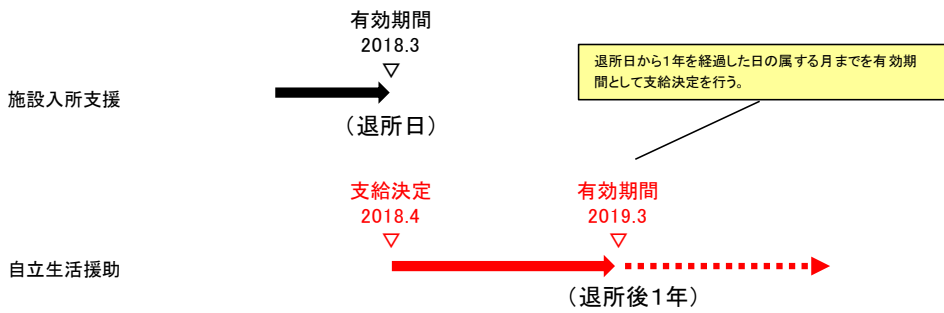 有効期間
2018.3
▽
退所日から1年を経過した日の属する月までを有効期
間として支給決定を行う。
施設入所支援
(退所日)
支給決定
2018.4
▽
有効期間
2019.3
▽
自立生活援助
(退所後1年)